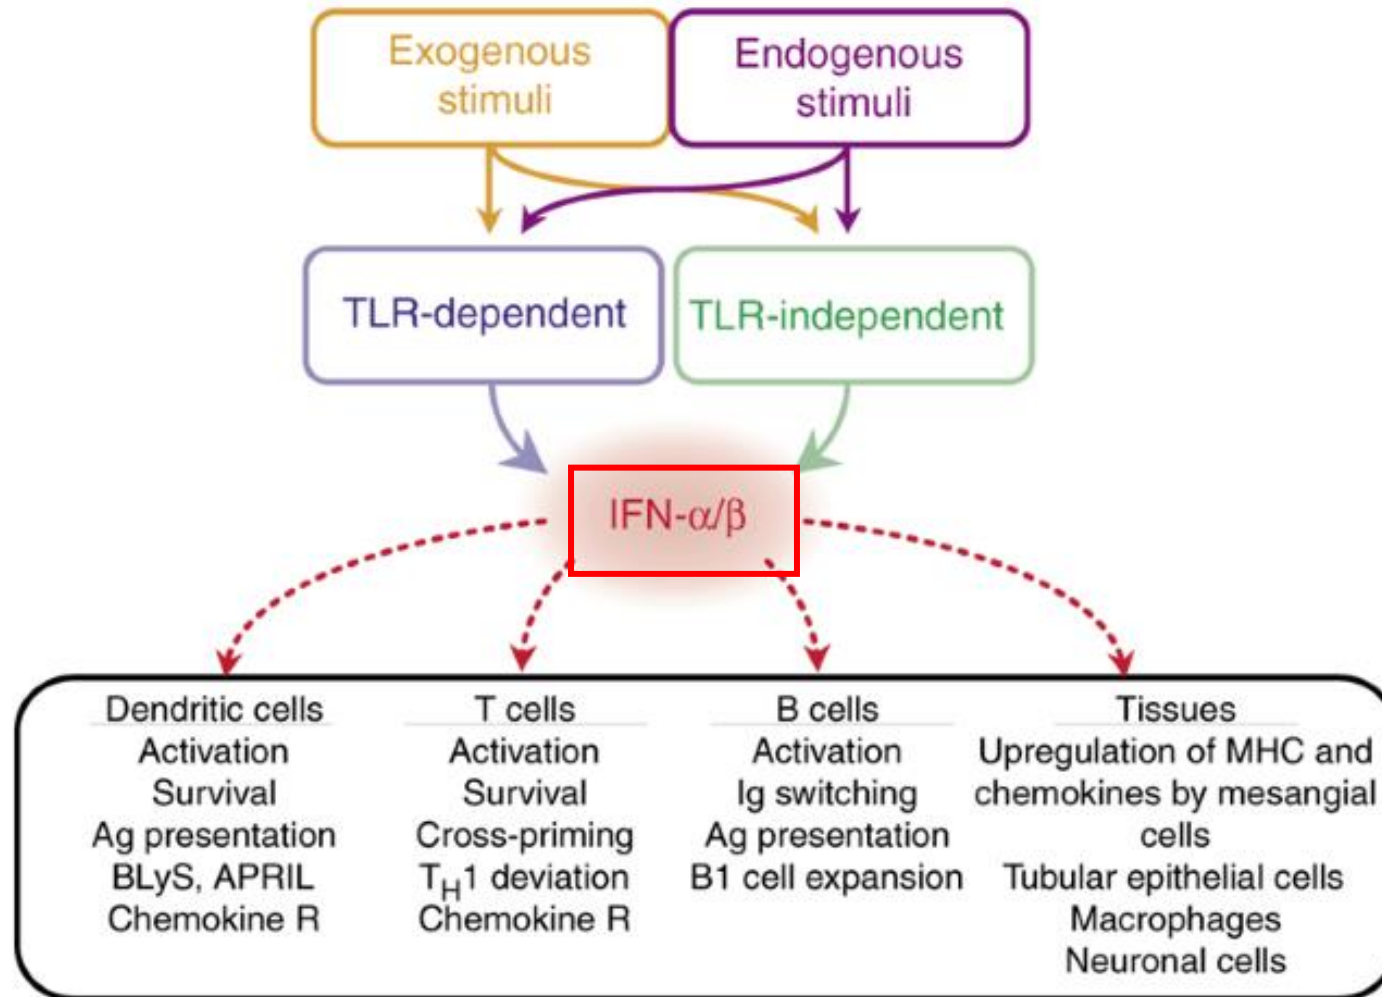 Exogenous
stimuli
Endogenous
stimuli
TLR-dependent
TLR-independent
IFN-α/β
Dendritic cells
Activation
Survival
Ag presentation
BLyS, APRIL
Chemokine R
T cells
Activation
Survival
Cross-priming
T_H1 deviation
Chemokine R
B cells
Activation
Ig switching
Ag presentation
B1 cell expansion
Tissues
Upregulation of MHC and
chemokines by mesangial
cells
Tubular epithelial cells
Macrophages
Neuronal cells